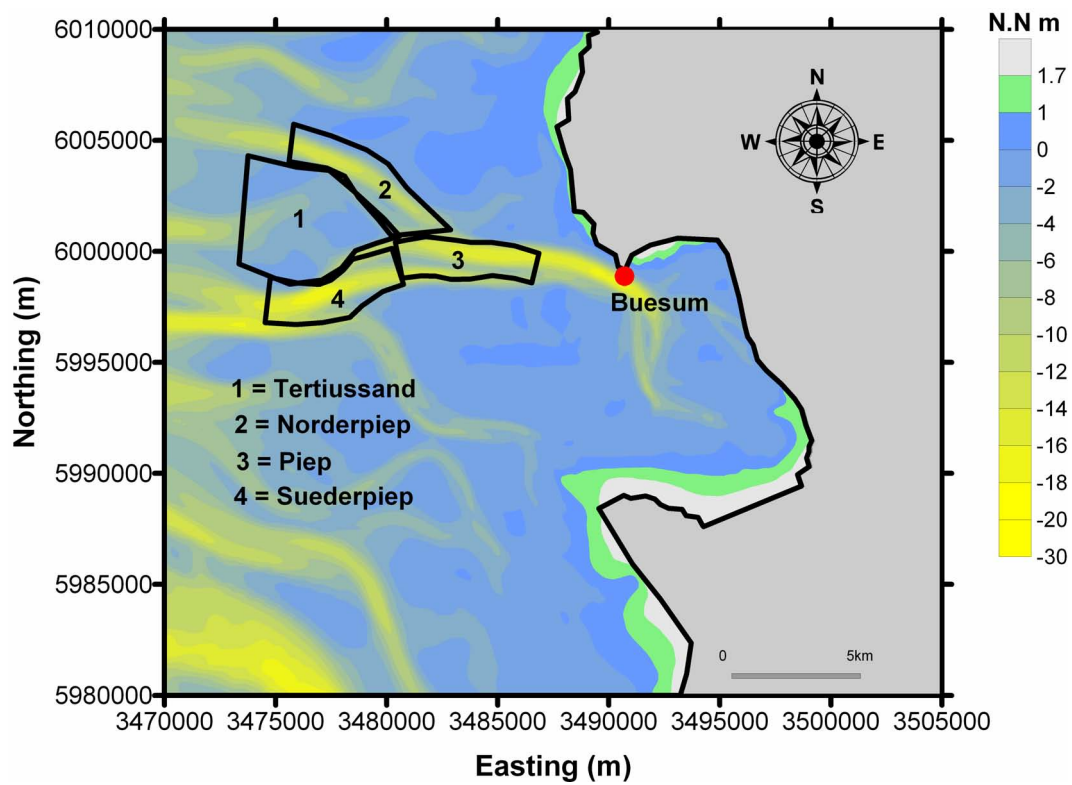 N.N m
6010000
6005000
6000000
5995000
5990000
5985000
5980000
Northing (m)
1
2
3
4
Buesum
1 = Tertiussand
2 = Norderpiep
3 = Piep
4 = Suederpiep
N
W
E
S
0
5km
1.7
1
0
-2
-4
-6
-8
-10
-12
-14
-16
-18
-20
-30
3470000 3475000 3480000 3485000 3490000 3495000 3500000 3505000
Easting (m)